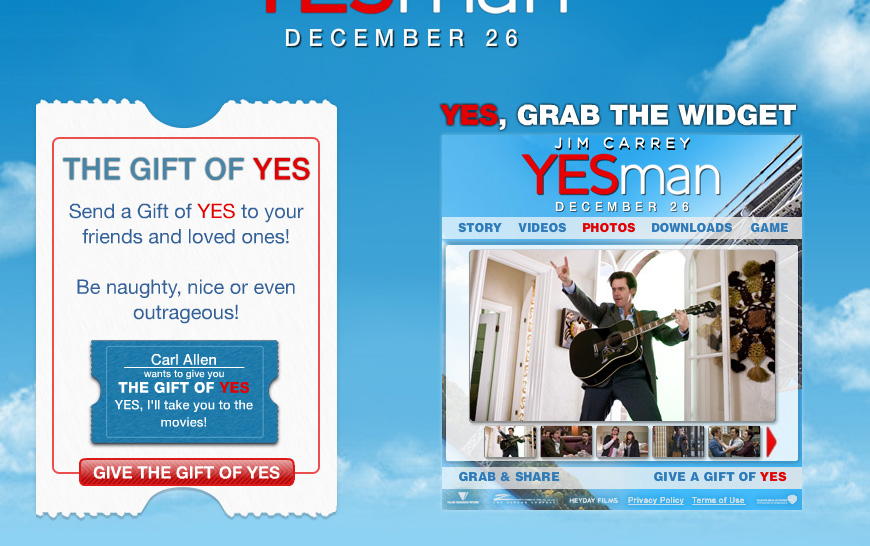 YESman
DECEMBER 26
THE GIFT OF YES
Send a Gift of YES to your
friends and loved ones!
Be naughty, nice or even
outrageous!
Carl Allen
wants to give you
THE GIFT OF YES
YES, I'll take you to the
movies!
GIVE THE GIFT OF YES
YES, GRAB THE WIDGET
JIM CARREY
YESman
DECEMBER 26
STORY VIDEOS PHOTOS DOWNLOADS GAME
GRAB & SHARE GIVE A GIFT OF YES
HEYDAY FILMS Privacy Policy Terms of Use